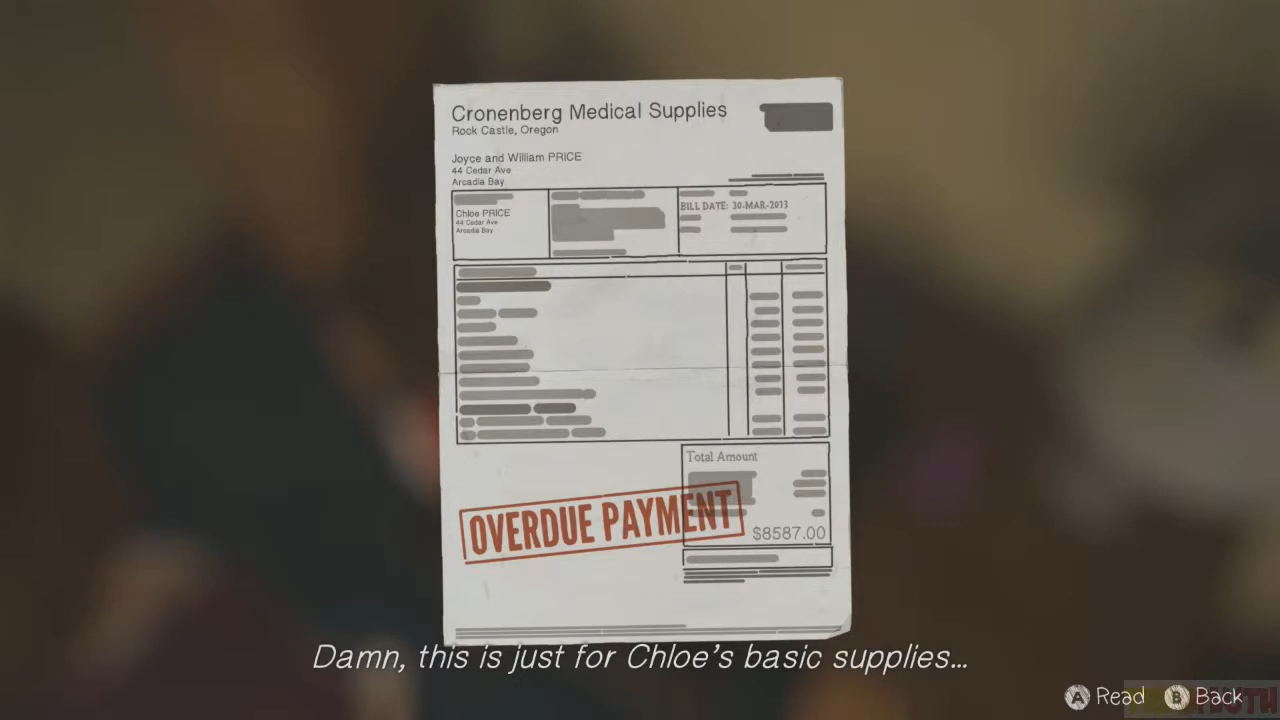 Cronenberg Medical Supplies
Rock Castle, Oregon
Joyce and William PRICE
44 Cedar Ave
Arcadia Bay
Chloe PRICE
44 Cedar Ave
Arcadia Bay
BILL DATE: 30-MAR-2013
Total Amount
OVERDUE PAYMENT
$8587.00
Damn, this is just for Chloe's basic supplies...
A Read B Back